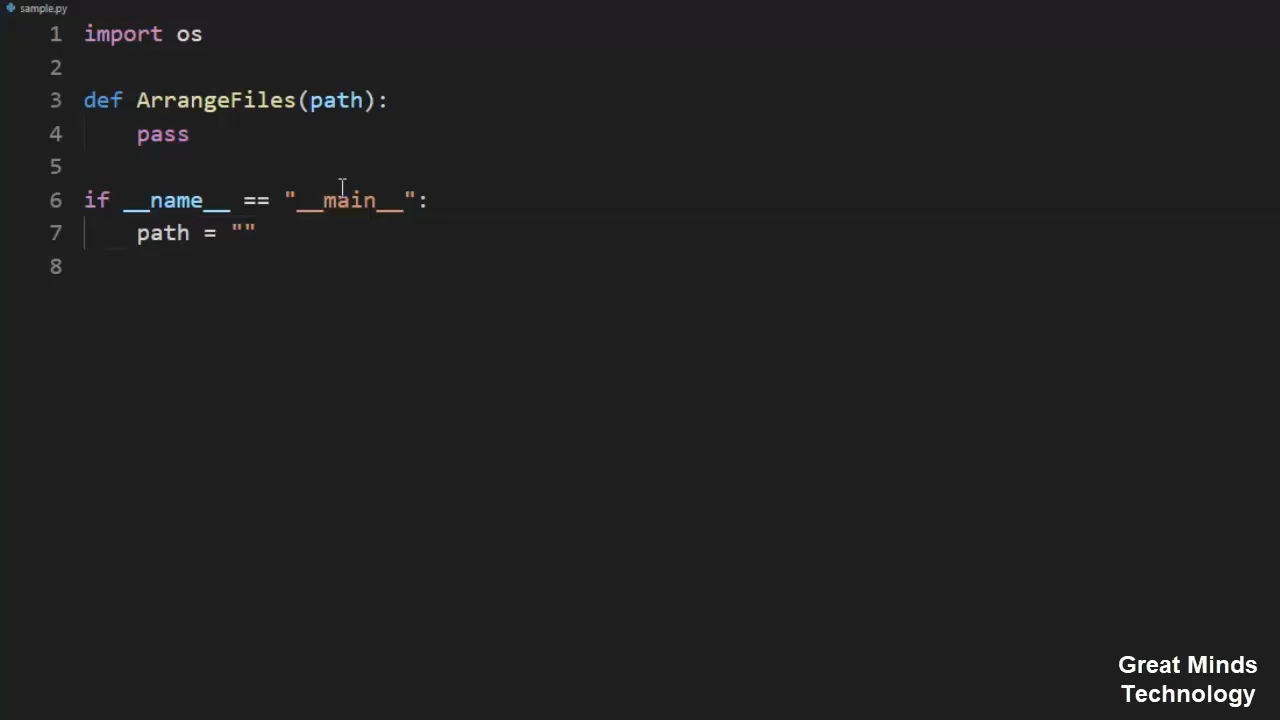 sample.py
1 import os
2
3 def ArrangeFiles(path):
4     pass
5
6 if __name__ == "__main__":
7     path = ""
8
Great Minds
Technology